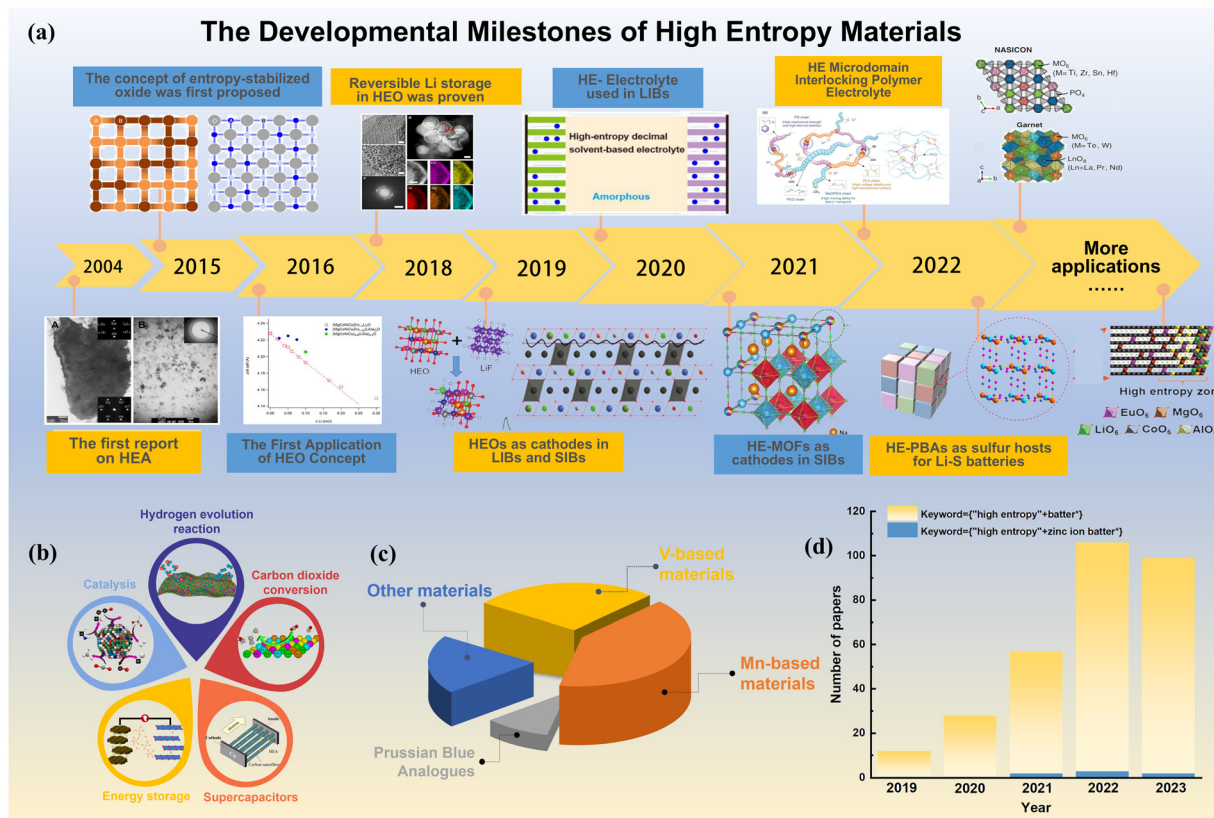 (a)
The Developmental Milestones of High Entropy Materials
The concept of entropy-stabilized
oxide was first proposed
Reversible Li storage
in HEO was proven
HE- Electrolyte
used in LIBs
HE Microdomain
Interlocking Polymer
Electrolyte
NASICON
MO6
(M= Ti, Zr, Sn, Hf)
PO4
Garnet
MO6
(M= Te, W)
LnO8
(Ln= La, Pr, Nd)
High-entropy decimal
solvent-based electrolyte
Amorphous
2004
2015
2016
2018
2019
2020
2021
2022
More
applications
......
A
B
HEO
+
LiF
Na
High entropy zon
EuO6
MgO6
LiO6
CoO6
AlO
The first report
on HEA
The First Application
of HEO Concept
HEOs as cathodes in
LIBs and SIBs
HE-MOFs as
cathodes in SIBs
HE-PBAs as sulfur hosts
for Li-S batteries
(b)
Hydrogen evolution
reaction
Catalysis
Carbon dioxide
conversion
Energy storage
Supercapacitors
Anode
Cathode
HEA
Carbon nanofiber
(c)
V-based
materials
Other materials
Mn-based
materials
Prussian Blue
Analogues
(d)
Keyword={"high entropy"+batter*}
Keyword={"high entropy"+zinc ion batter*}
Number of papers
120
100
80
60
40
20
0
2019
2020
2021
2022
2023
Year